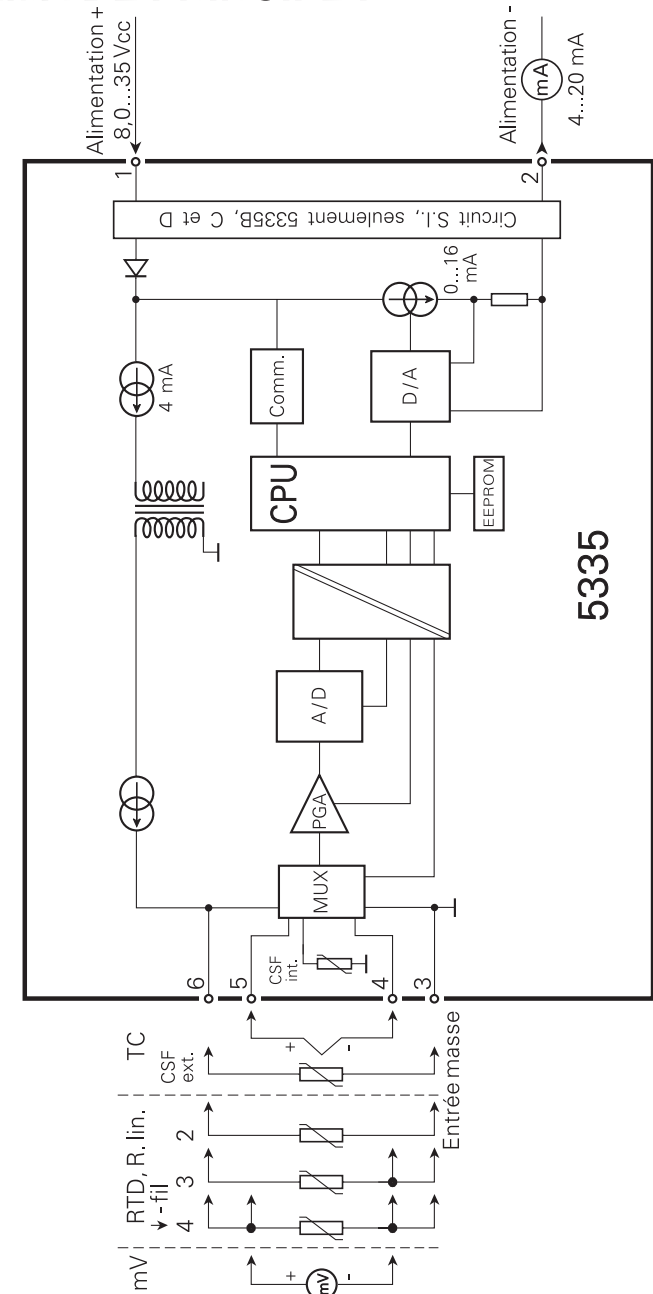 Alimentation +
8,0...35 Vcc
Alimentation -
mA
4...20 mA
1
2
Circuit S.I., seulement 5335B, C et D
0...16
mA
4 mA
Comm.
D/A
CPU
EEPROM
5335
A/D
PGA
MUX
CSF
int.
6
5
4
3
TC
CSF
ext.
+
-
Entrée masse
RTD, R. lin.
-fil
2
3
4
mV
+
-
mV